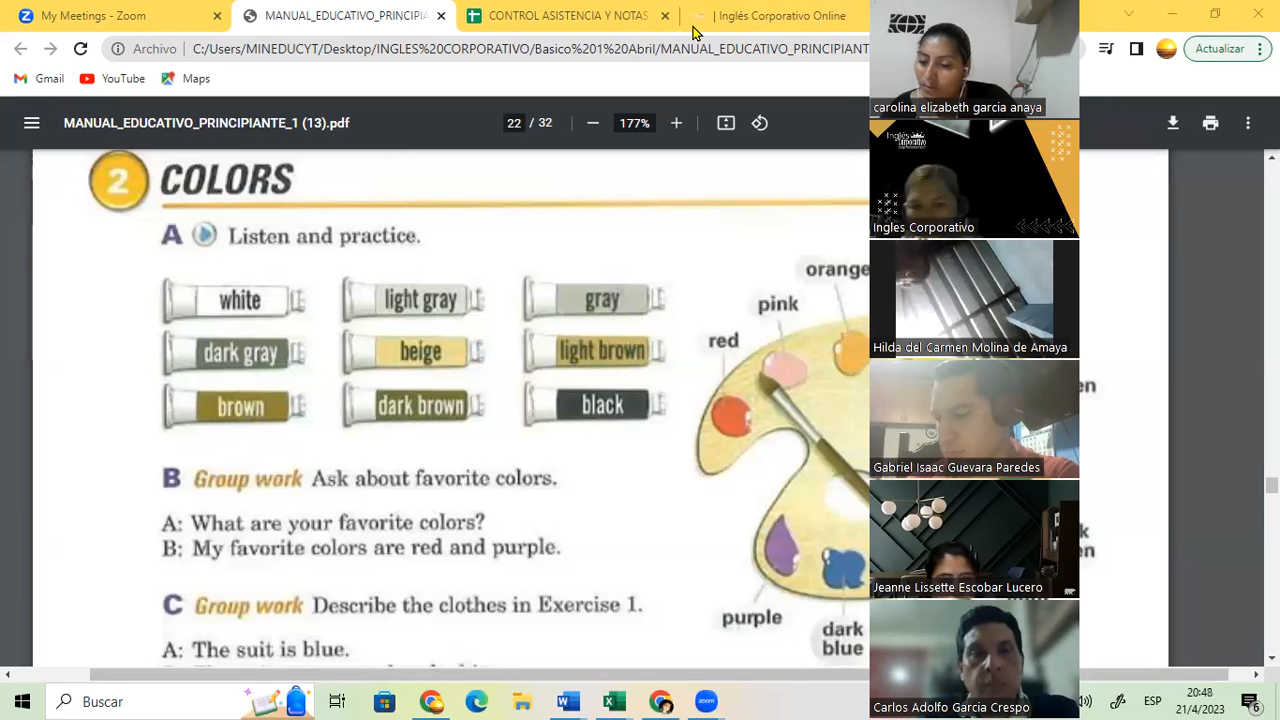 My Meetings - Zoom
MANUAL_EDUCATIVO_PRINCIPIA
CONTROL ASISTENCIA Y NOTAS
| Inglés Corporativo Online
Archivo
C:/Users/MINEDUCYT/Desktop/INGLES%20CORPORATIVO/Basico%201%20Abril/MANUAL_EDUCATIVO_PRINCIPIANT
Actualizar
Gmail
YouTube
Maps
MANUAL_EDUCATIVO_PRINCIPIANTE_1 (13).pdf
22 / 32
177%
2 COLORS
A Listen and practice.
white
light gray
gray
dark gray
beige
light brown
brown
dark brown
black
orange
pink
red
purple
dark
blue
B Group work Ask about favorite colors.
A: What are your favorite colors?
B: My favorite colors are red and purple.
C Group work Describe the clothes in Exercise 1.
A: The suit is blue.
carolina elizabeth garcia anaya
Inglés
Corporativo
Ingles Corporativo
Hilda del Carmen Molina de Amaya
Gabriel Isaac Guevara Paredes
Jeanne Lissette Escobar Lucero
Carlos Adolfo Garcia Crespo
en
k
en
Buscar
ESP
20:48
21/4/2023
6